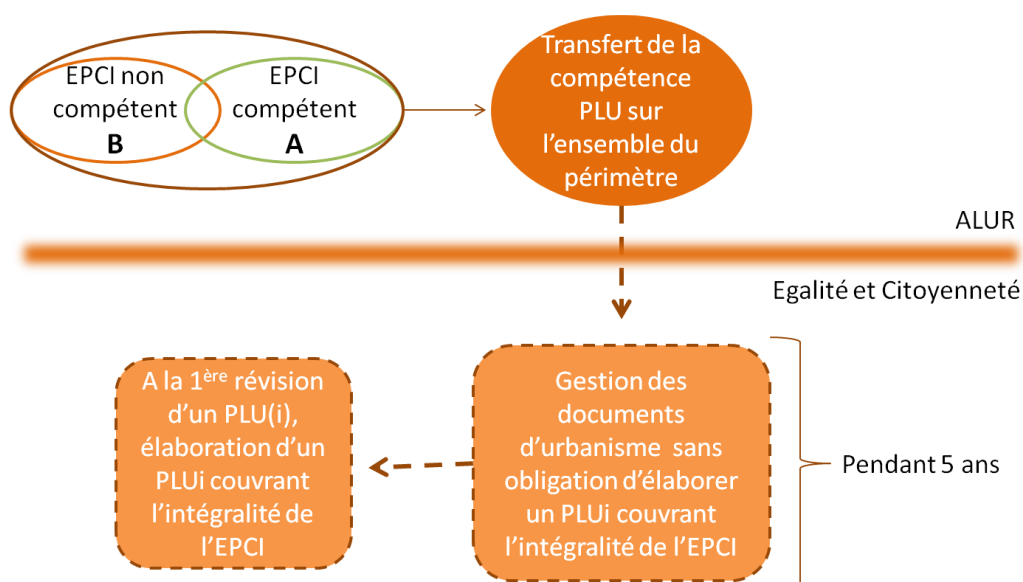 EPCI non
compétent
B
EPCI
compétent
A
Transfert de la
compétence
PLU sur
l’ensemble du
périmètre
ALUR
Egalité et Citoyenneté
A la 1ère révision
d’un PLU(i),
élaboration d’un
PLUi couvrant
l’intégralité de
l’EPCI
Gestion des
documents
d’urbanisme sans
obligation d’élaborer
un PLUi couvrant
l’intégralité de l’EPCI
Pendant 5 ans